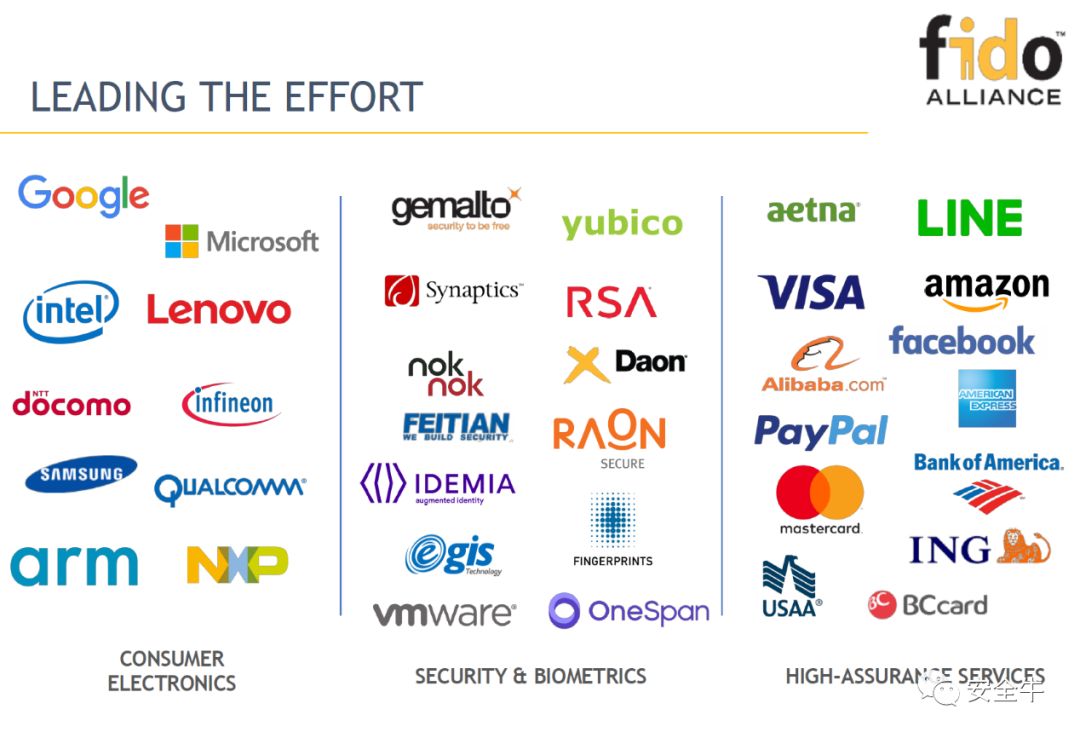 fido™
ALLIANCE
LEADING THE EFFORT
Google
Microsoft
intel®
Lenovo
NTT
docomo
infineon
SAMSUNG
QUALCOMM®
arm
NXP
CONSUMER
ELECTRONICS
gemalto
security to be free
yubico
Synaptics™
RSA
nok
nok
Daon
FEITIAN
WE BUILD SECURITY
RAON
SECURE
IDEMIA
augmented identity
FINGERPRINTS
egis
Technology
vmware®
OneSpan
SECURITY & BIOMETRICS
aetna®
LINE
VISA
amazon
facebook
Alibaba.com™
AMERICAN
EXPRESS
PayPal
Bank of America.
mastercard.
ING
USAA®
BC
BCcard
HIGH-ASSURANCE SERVICES
安全牛